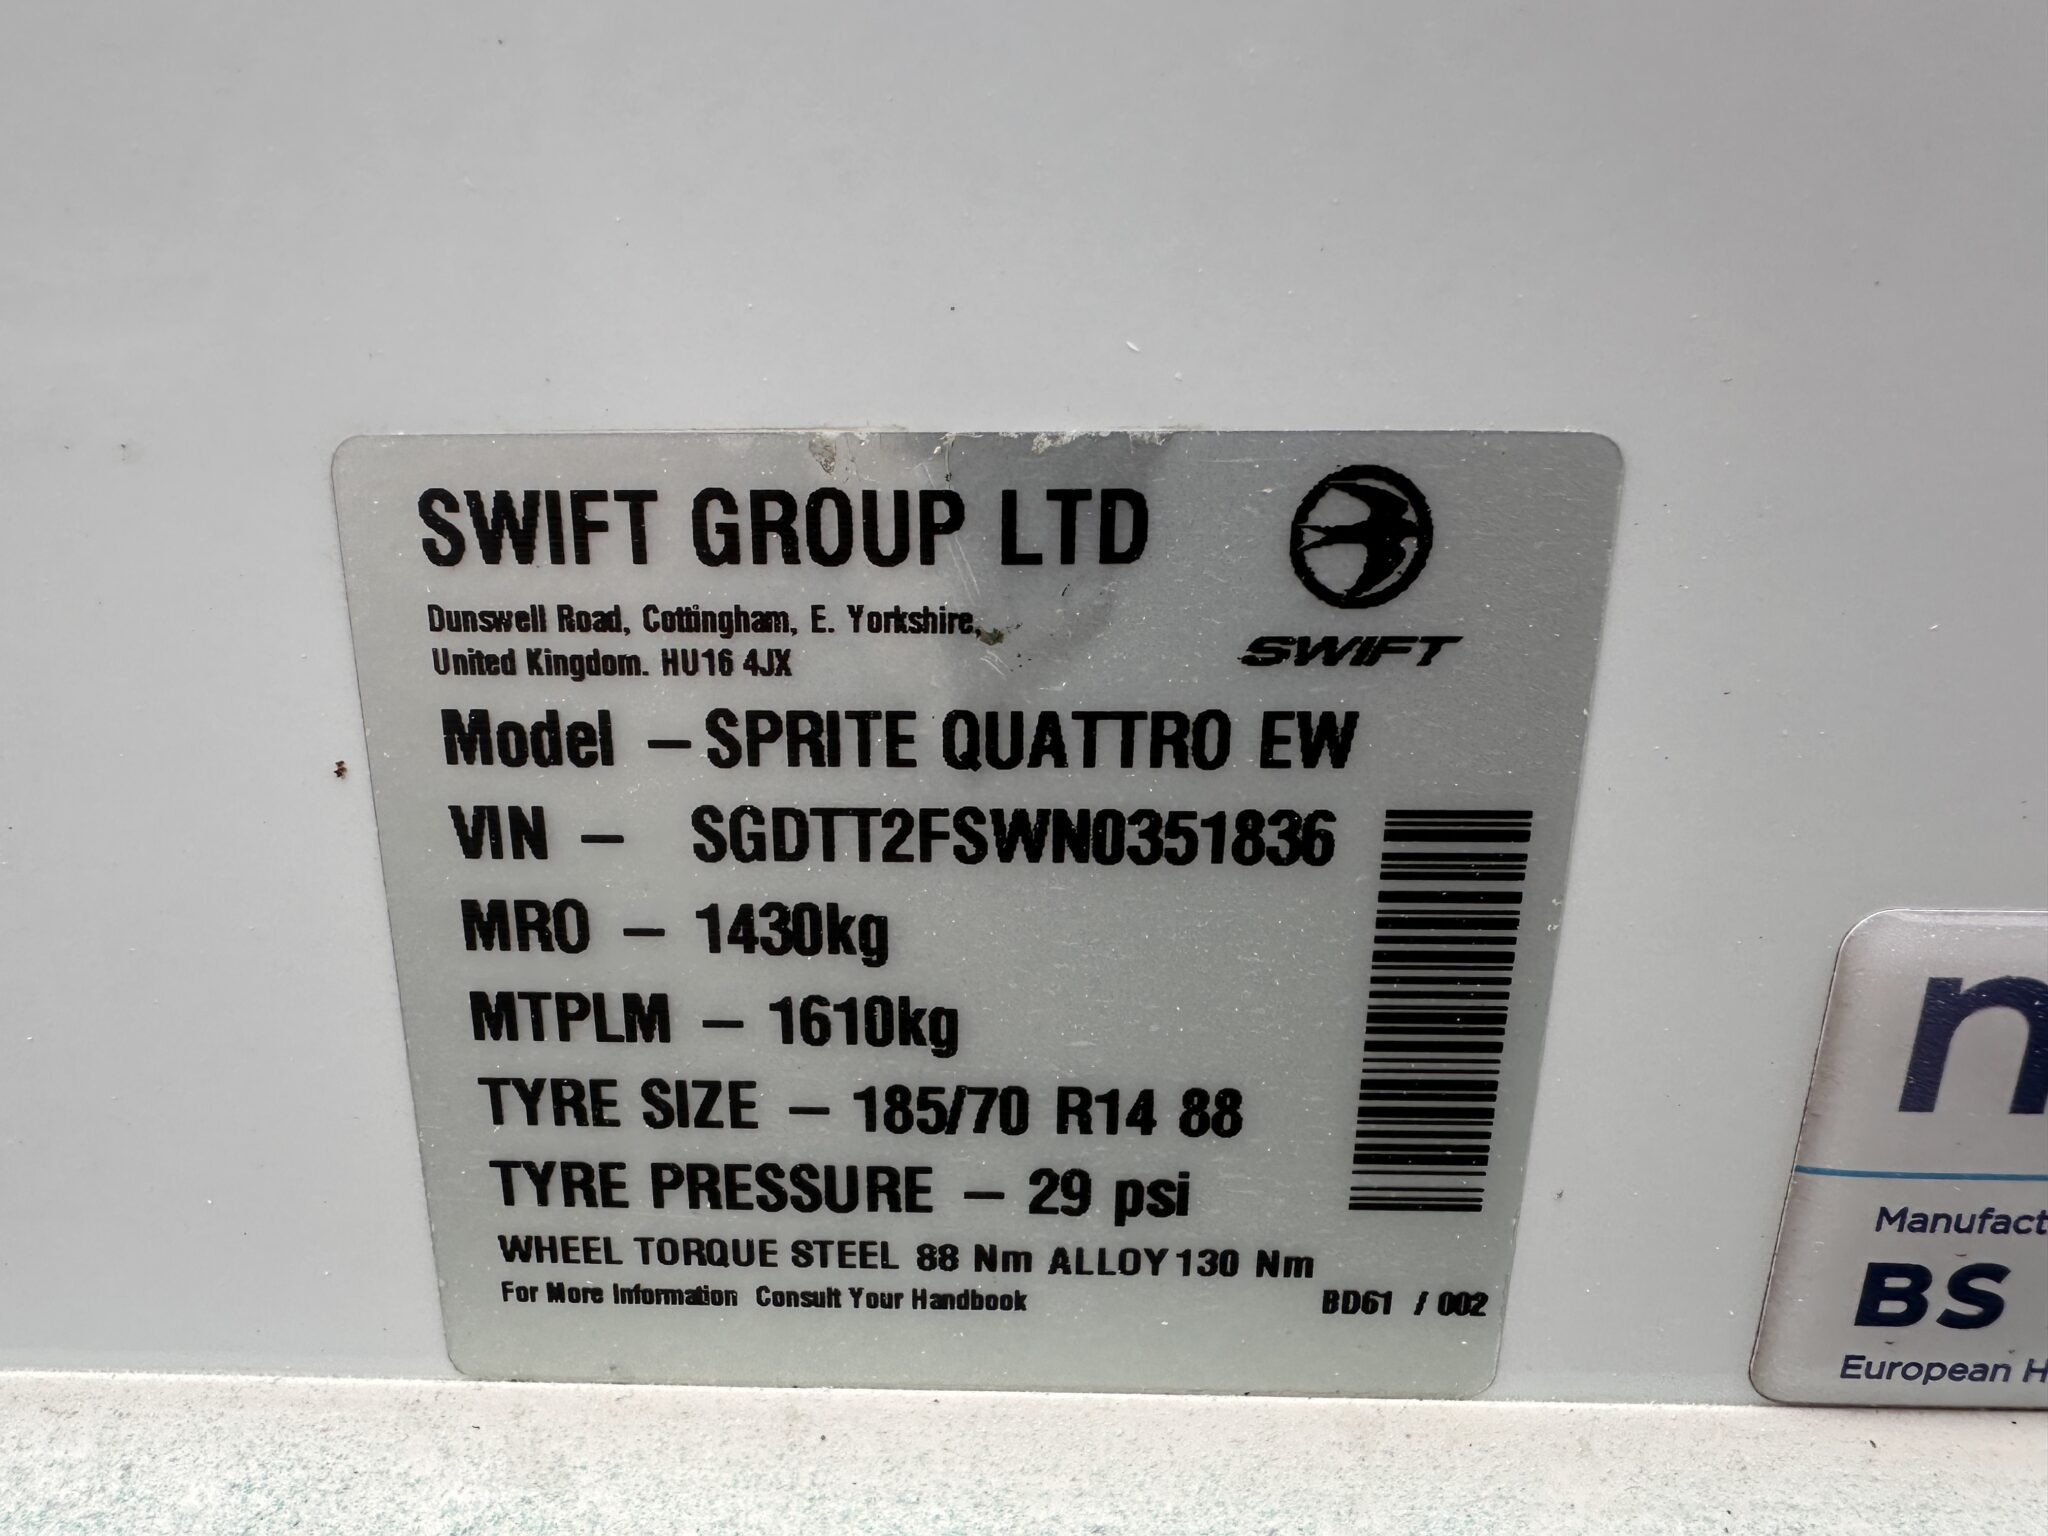 SWIFT GROUP LTD
Dunswell Road, Cottingham, E. Yorkshire,
United Kingdom. HU16 4JX
SWIFT
Model – SPRITE QUATTRO EW
VIN – SGDTT2FSWN0351836
MRO – 1430kg
MTPLM – 1610kg
TYRE SIZE – 185/70 R14 88
TYRE PRESSURE – 29 psi
WHEEL TORQUE STEEL 88 Nm ALLOY 130 Nm
For More Information Consult Your Handbook BD61 / 002
n
Manufact
BS
European H